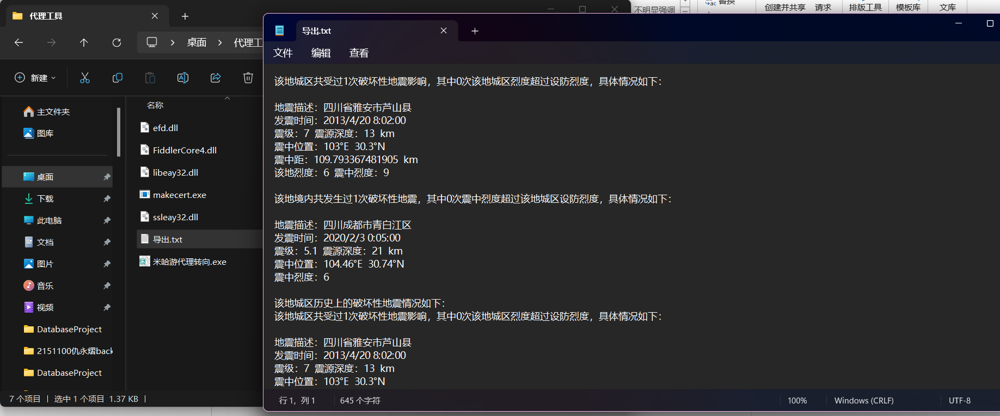 代理工具
桌面
代理工
新建
名称
主文件夹
图库
桌面
下载
此电脑
文档
图片
音乐
视频
DatabaseProject
2151100仇永熠back
DatabaseProject
efd.dll
FiddlerCore4.dll
libeay32.dll
makecert.exe
ssleay32.dll
导出.txt
米哈游代理转向.exe
7 个项目
选中 1 个项目 1.37 KB
不明显强调
替换
创建并共享 请求
排版工具
模板库
文库
导出.txt
文件 编辑 查看
该地城区共受过1次破坏性地震影响，其中0次该地城区烈度超过设防烈度，具体情况如下：
地震描述：四川省雅安市芦山县
发震时间：2013/4/20 8:02:00
震级：7 震源深度：13 km
震中位置：103°E 30.3°N
震中距：109.793367481905 km
该地烈度：6 震中烈度：9
该地境内共发生过1次破坏性地震，其中0次震中烈度超过该地城区设防烈度，具体情况如下：
地震描述：四川成都市青白江区
发震时间：2020/2/3 0:05:00
震级：5.1 震源深度：21 km
震中位置：104.46°E 30.74°N
震中烈度：6
该地城区历史上的破坏性地震情况如下：
该地城区共受过1次破坏性地震影响，其中0次该地城区烈度超过设防烈度，具体情况如下：
地震描述：四川省雅安市芦山县
发震时间：2013/4/20 8:02:00
震级：7 震源深度：13 km
震中位置：103°E 30.3°N
行 1，列 1
645 个字符
100%
Windows (CRLF)
UTF-8